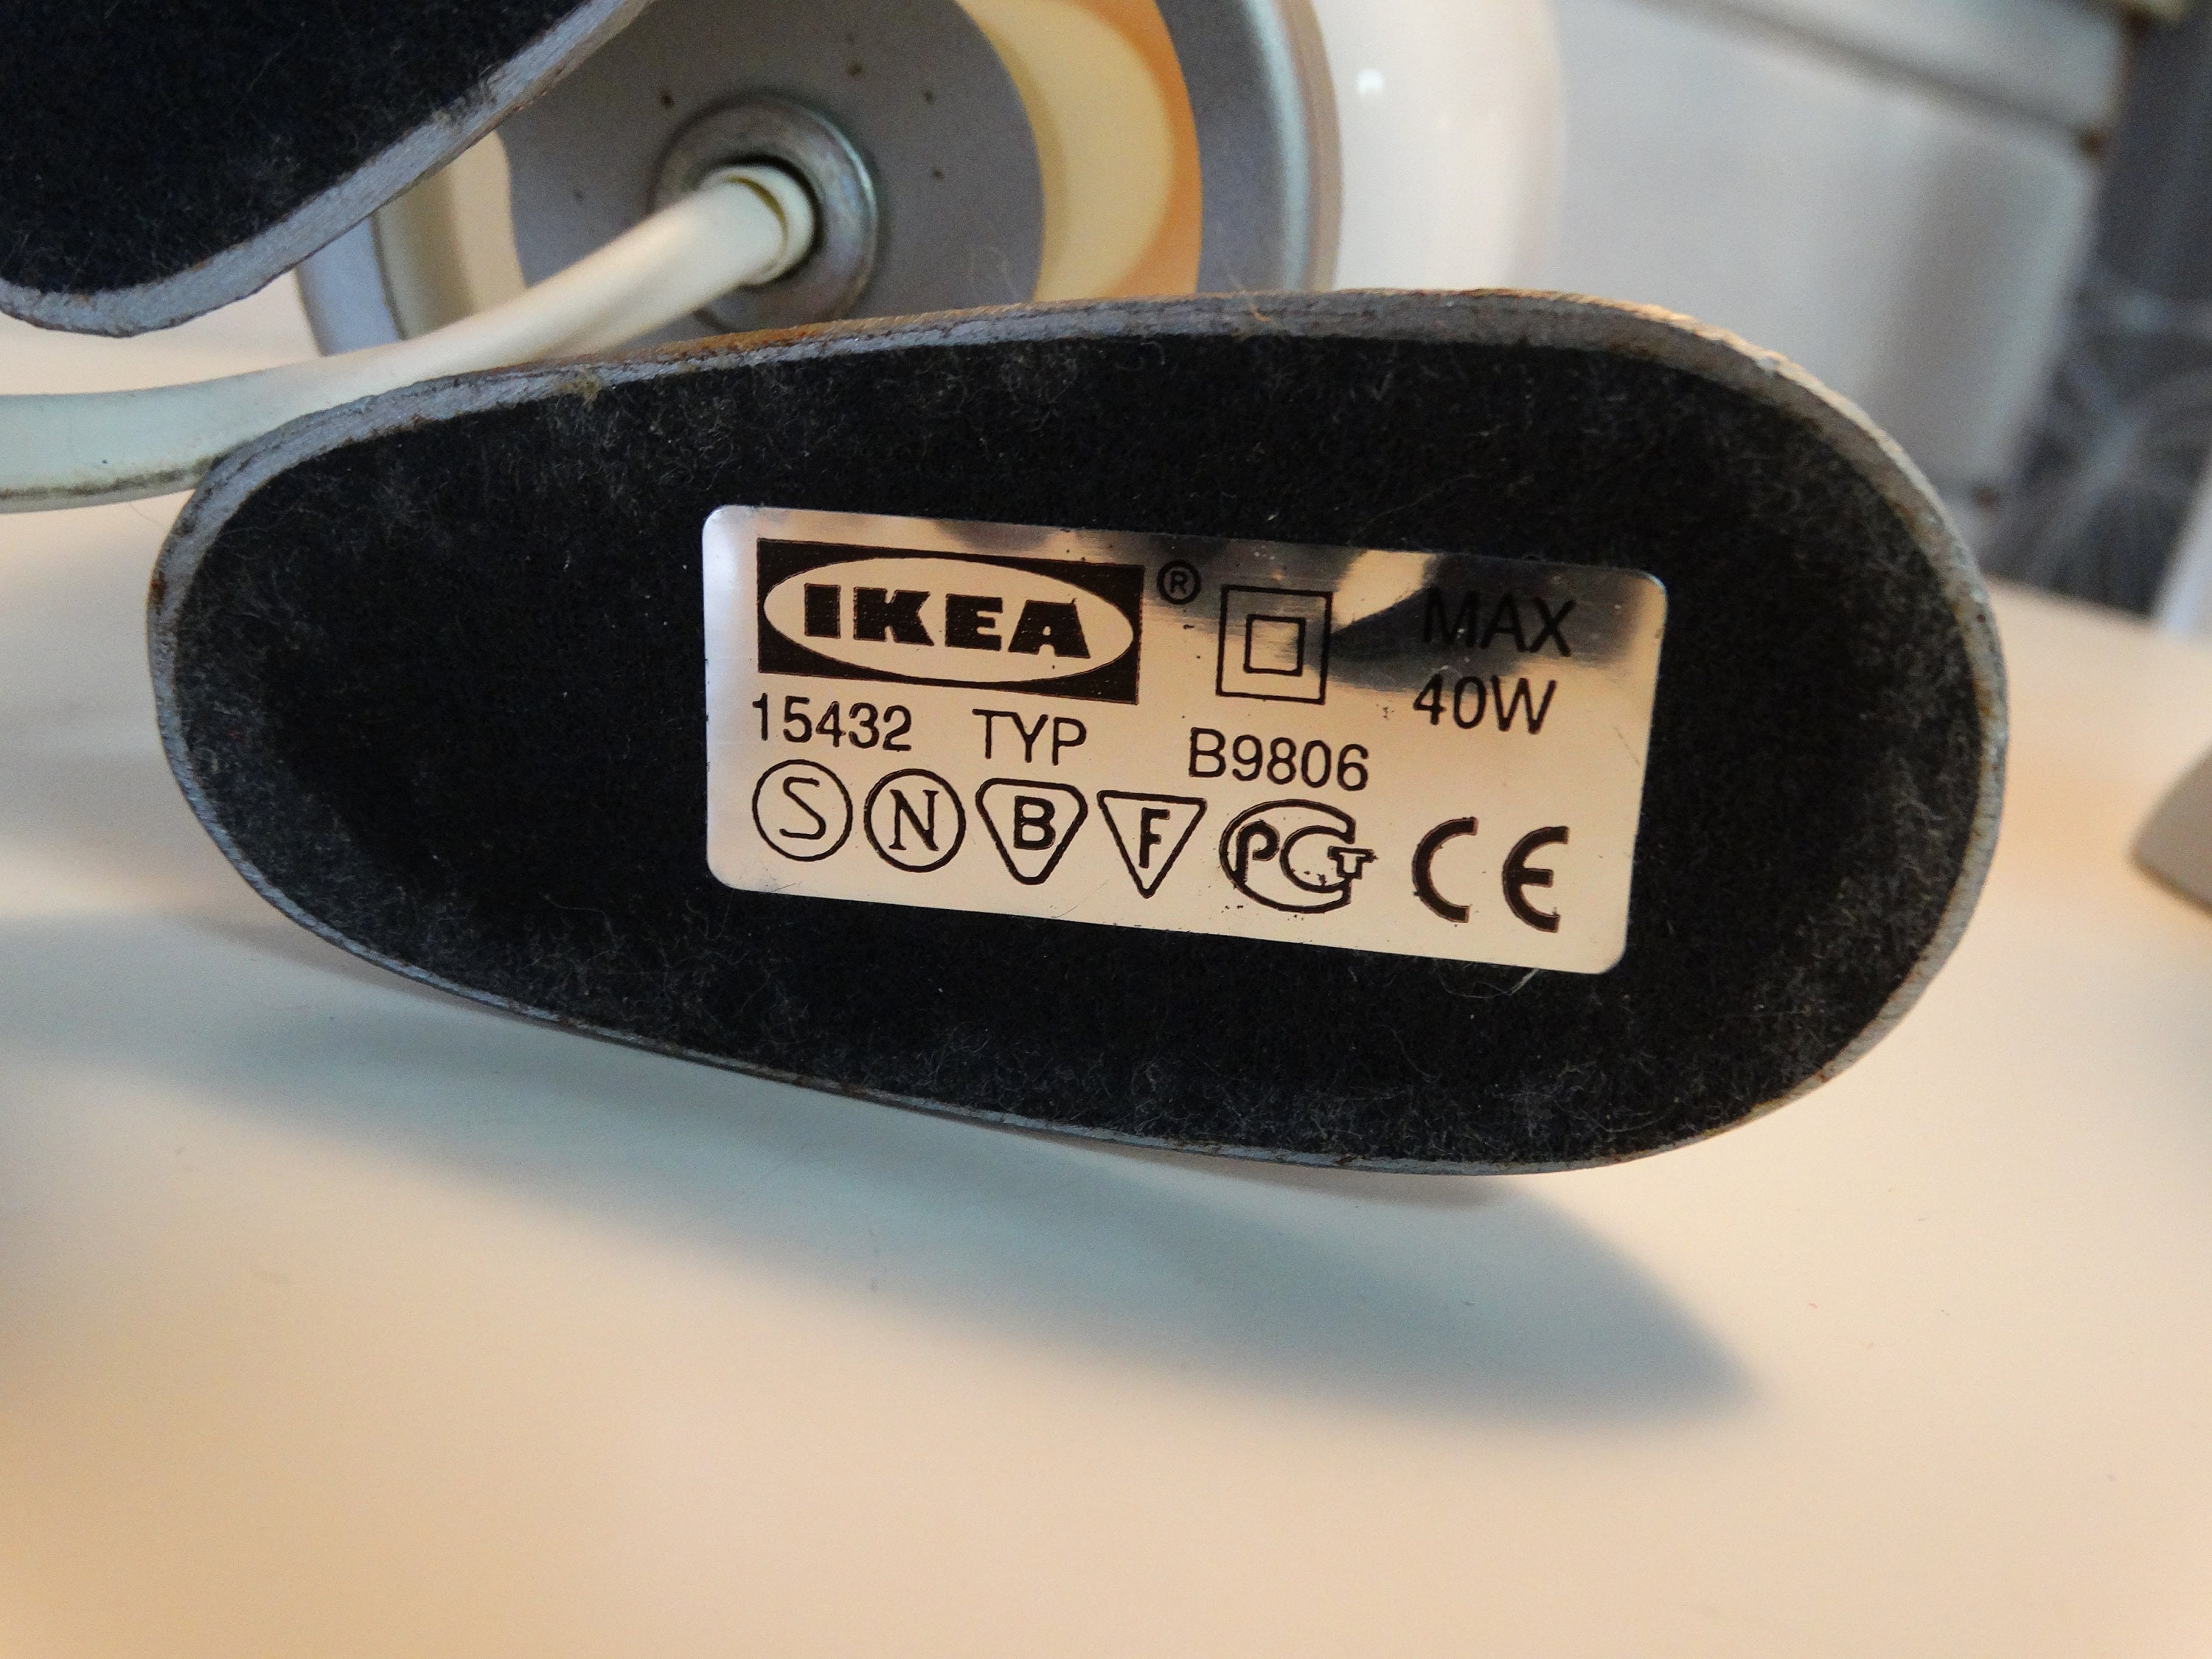 IKEA ® MAX
40W
15432 TYP B9806
S N B F PCT CE